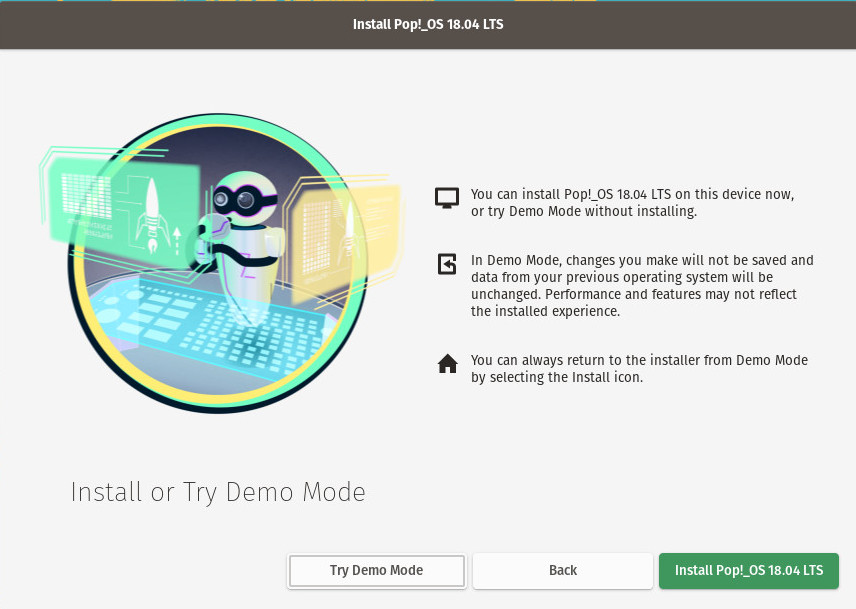 Install Pop!_OS 18.04 LTS
You can install Pop!_OS 18.04 LTS on this device now,
or try Demo Mode without installing.
In Demo Mode, changes you make will not be saved and
data from your previous operating system will be
unchanged. Performance and features may not reflect
the installed experience.
You can always return to the installer from Demo Mode
by selecting the Install icon.
Install or Try Demo Mode
Try Demo Mode
Back
Install Pop!_OS 18.04 LTS